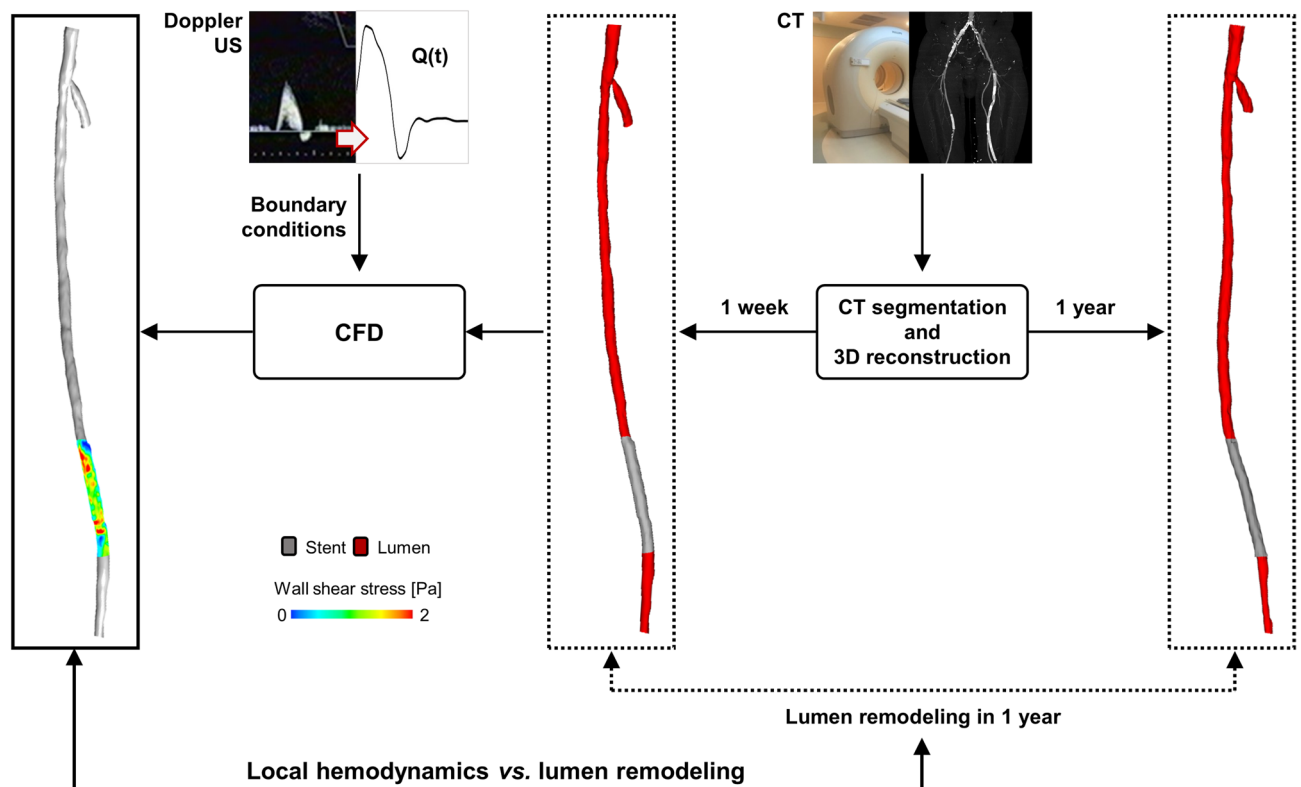 Doppler
US
Q(t)
CT
Boundary
conditions
CFD
1 week
CT segmentation
and
3D reconstruction
1 year
Stent Lumen
Wall shear stress [Pa]
0 2
Lumen remodeling in 1 year
Local hemodynamics vs. lumen remodeling